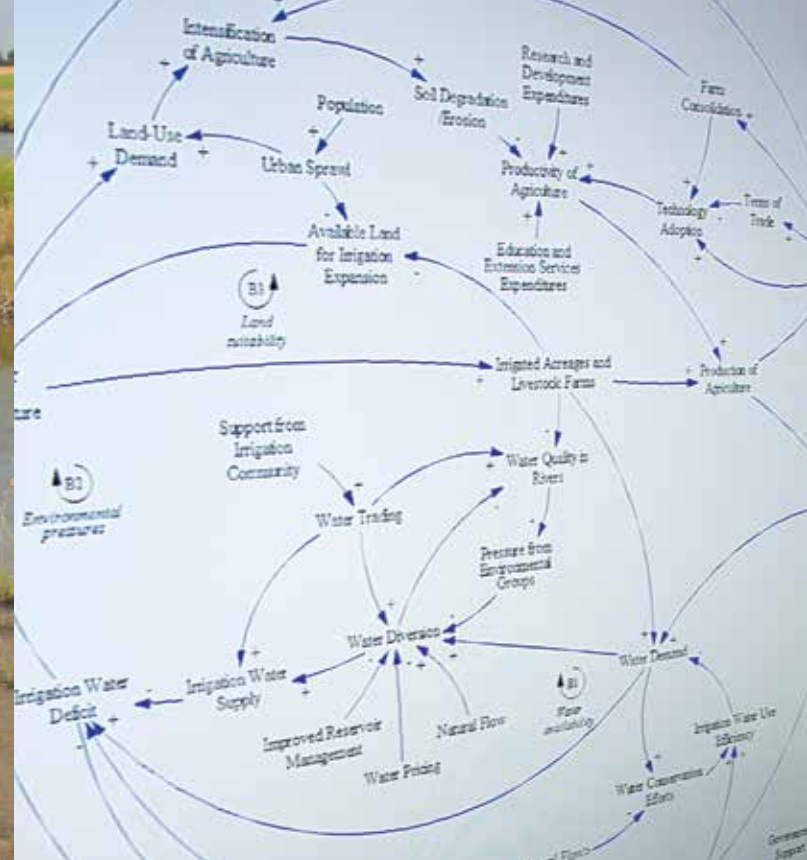 Intensification
of Agriculture
Research and
Development
Expenditures
Farm
Consolidation
Soil Degradation
/Erosion
Population
Land-Use
Demand
Urban Sprawl
Productivity of
Agriculture
Technology
Adoption
Terms of
Trade
Available Land
for Irrigation
Expansion
Education and
Extension Services
Expenditures
B3
Land
suitability
Irrigated Acreages and
Livestock Farms
Production of
Agriculture
Support from
Irrigation
Community
Water Quality in
Rivers
B2
Environmental
pressures
Water Trading
Pressure from
Environmental
Groups
Water Diversion
Water Demand
Irrigation Water
Deficit
Irrigation Water
Supply
B1
Water
availability
Improved Reservoir
Management
Natural Flow
Irrigation Water Use
Efficiency
Water Pricing
Water Conservation
Efforts
Support